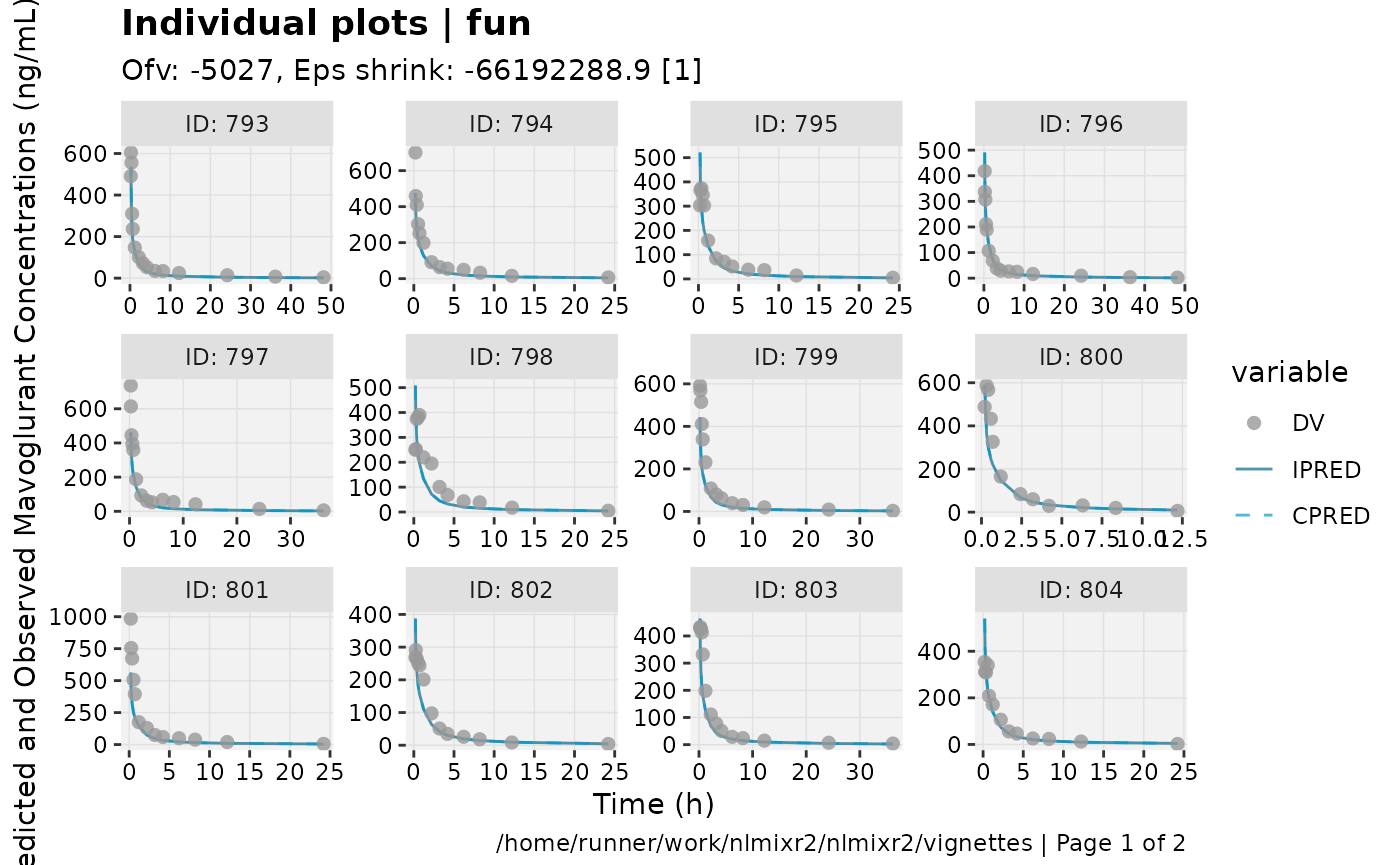 Individual plots | fun
Ofv: -5027, Eps shrink: -66192288.9 [1]
edicted and Observed Mavoglurant Concentrations (ng/mL)
ID: 793
600
400
200
0
0 10 20 30 40 50
ID: 794
600
400
200
0
0 5 10 15 20 25
ID: 795
500
400
300
200
100
0
0 5 10 15 20 25
ID: 796
500
400
300
200
100
0
0 10 20 30 40 50
ID: 797
600
400
200
0
0 10 20 30
ID: 798
500
400
300
200
100
0
0 5 10 15 20 25
ID: 799
600
400
200
0
0 10 20 30
ID: 800
600
400
200
0
0.0 2.5 5.0 7.5 10.0 12.5
ID: 801
1000
750
500
250
0
0 5 10 15 20 25
ID: 802
400
300
200
100
0
0 5 10 15 20 25
ID: 803
400
300
200
100
0
0 10 20 30
ID: 804
400
200
0
0 5 10 15 20 25
Time (h)
variable
DV
IPRED
CPRED
/home/runner/work/nlmixr2/nlmixr2/vignettes | Page 1 of 2